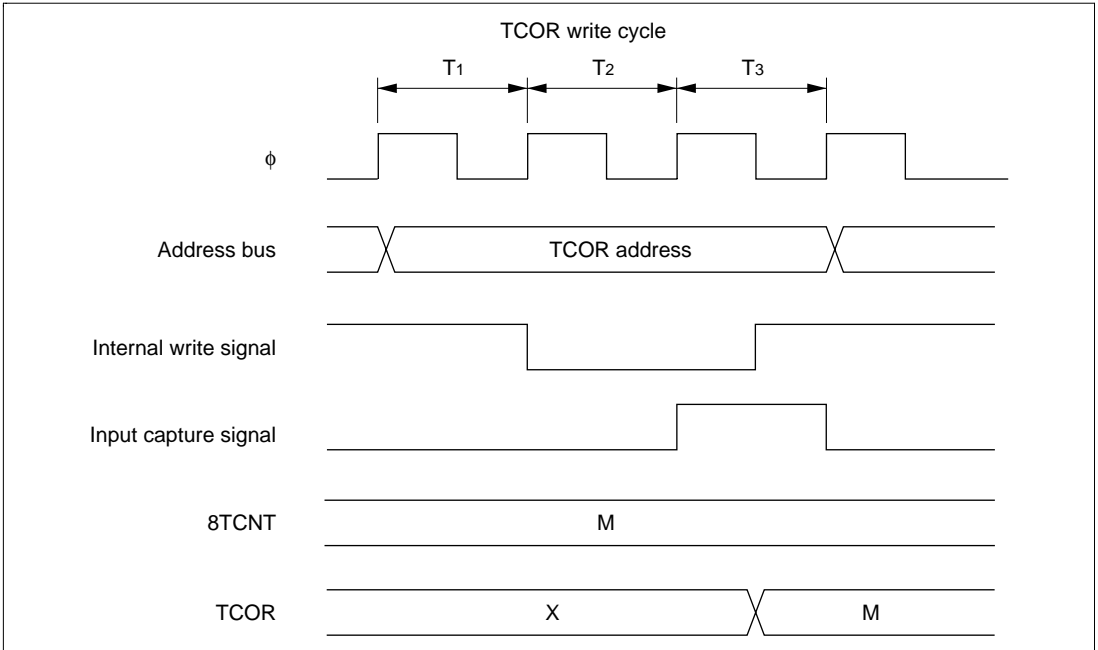 TCOR write cycle
T1 T2 T3
ϕ
Address bus TCOR address
Internal write signal
Input capture signal
8TCNT M
TCOR X M